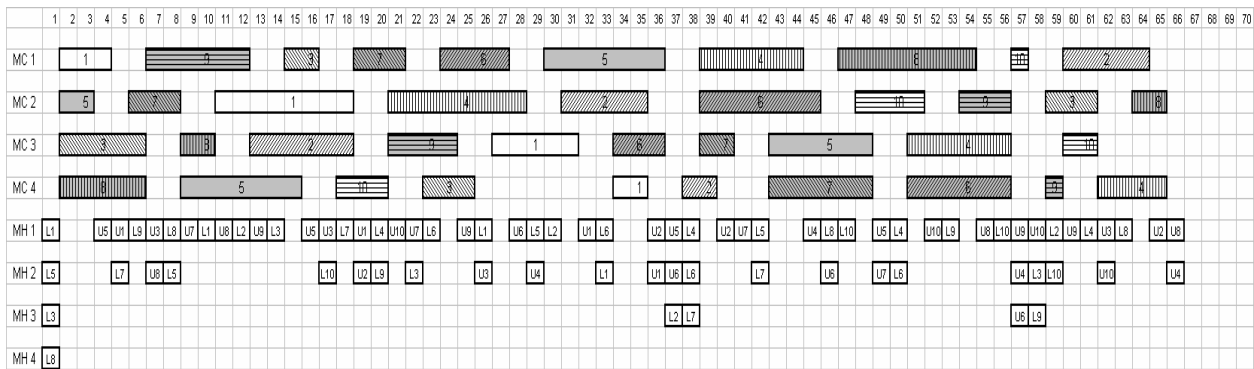 1 2 3 4 5 6 7 8 9 10 11 12 13 14 15 16 17 18 19 20 21 22 23 24 25 26 27 28 29 30 31 32 33 34 35 36 37 38 39 40 41 42 43 44 45 46 47 48 49 50 51 52 53 54 55 56 57 58 59 60 61 62 63 64 65 66 67 68 69 70
MC 1 1 9 3 7 6 5 4 8 10 2
MC 2 5 7 1 4 2 6 10 9 3 8
MC 3 3 8 2 9 1 6 7 5 4 10
MC 4 8 5 10 3 1 2 7 6 9 4
MH 1 L1 U5 U1 L9 U3 L8 U7 L1 U8 L2 U9 L3 U5 U3 L7 U1 L4 U10 U7 L6 U9 L1 U6 L5 L2 U1 L6 U2 U5 L4 U2 U7 L5 U4 L8 L10 U5 L4 U10 L9 U8 L10 U9 U10 L2 U9 L4 U3 L8 U2 U8
MH 2 L5 L7 U8 L5 L10 U2 L9 L3 U3 U4 L1 U1 U6 L6 L7 U6 U7 L6 U4 L3 L10 U10 U4
MH 3 L3 L2 L7 U6 L9
MH 4 L8